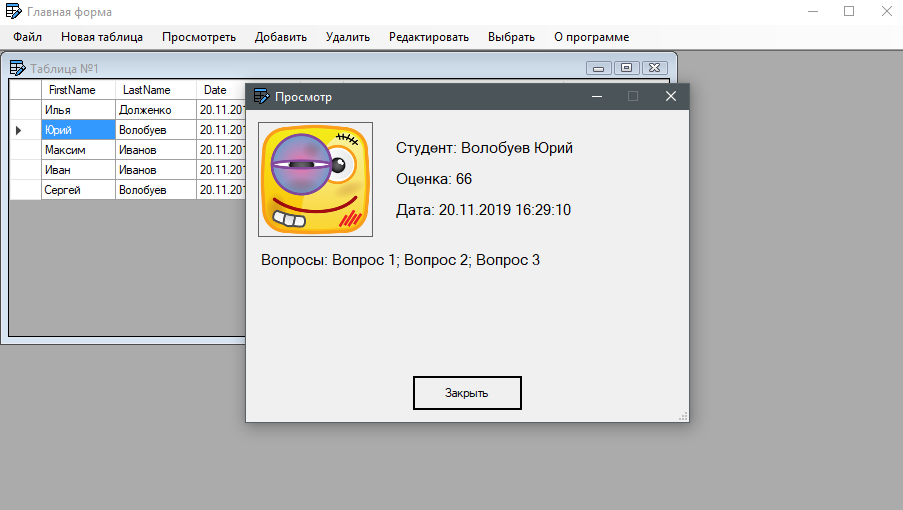 Главная форма
Файл Новая таблица Просмотреть Добавить Удалить Редактировать Выбрать О программе
Таблица №1
FirstName LastName Date
Илья Долженко
Юрий Волобуев
Максим Иванов
Иван Иванов
Сергей Волобуев
Просмотр
Студент: Волобуев Юрий
Оценка: 66
Дата: 20.11.2019 16:29:10
Вопросы: Вопрос 1; Вопрос 2; Вопрос 3
Закрыть